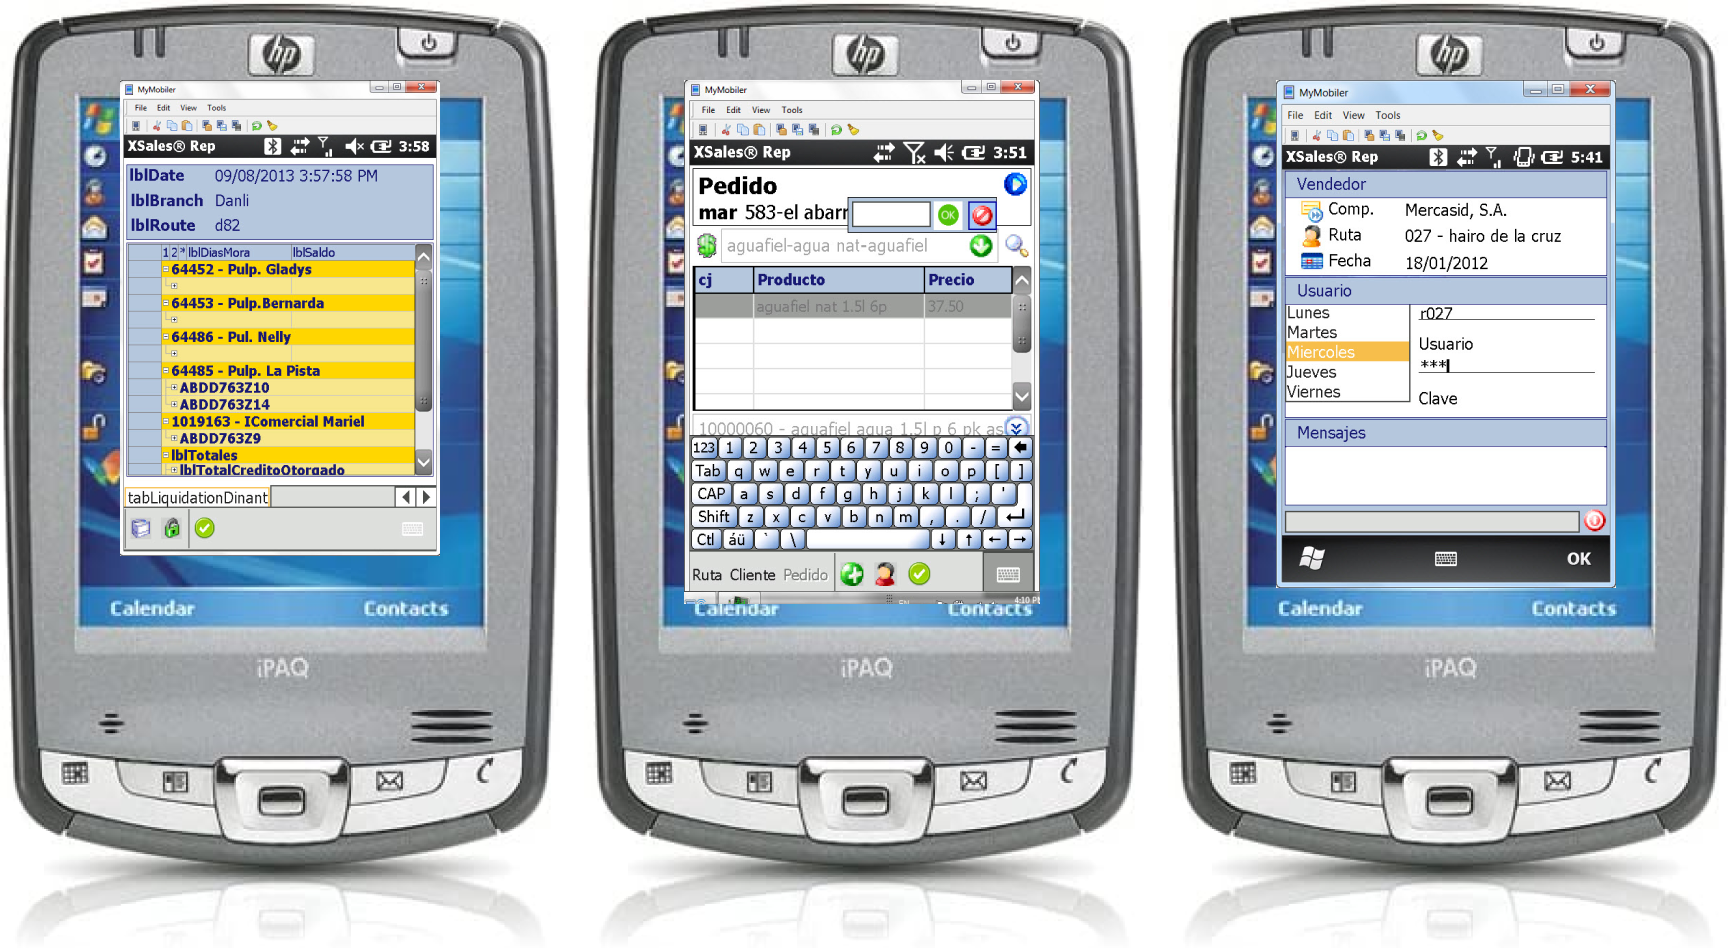 hp
MyMobiler
File Edit View Tools
XSales® Rep 3:58
lblDate 09/08/2013 3:57:58 PM
lblBranch Danli
lblRoute d82
1 2 * lblDiasMora lblSaldo
64452 - Pulp. Gladys
64453 - Pulp.Bernarda
64486 - Pul. Nelly
64485 - Pulp. La Pista
ABDD763Z10
ABDD763Z14
1019163 - IComercial Mariel
ABDD763Z9
lblTotales
lblTotalCreditoOtorgado
tabLiquidationDinant
Calendar Contacts
iPAQ
hp
MyMobiler
File Edit View Tools
XSales® Rep 3:51
Pedido
mar 583-el abarr
OK
aguafiel-agua nat-aguafiel
cj Producto Precio
aguafiel nat 1.5l 6p 37.50
10000060 - aguafiel agua 1.5l p 6 pk as
123 1 2 3 4 5 6 7 8 9 0 - =
Tab q w e r t y u i o p [ ]
CAP a s d f g h j k l ; '
Shift z x c v b n m , . /
Ctl áü ` \
Ruta Cliente Pedido
4:10 P
Calendar Contacts
iPAQ
hp
MyMobiler
File Edit View Tools
XSales® Rep 5:41
Vendedor
Comp. Mercasid, S.A.
Ruta 027 - hairo de la cruz
Fecha 18/01/2012
Usuario
Lunes
Martes
Miercoles
Jueves
Viernes
r027
Usuario
***
Clave
Mensajes
OK
Calendar Contacts
iPAQ